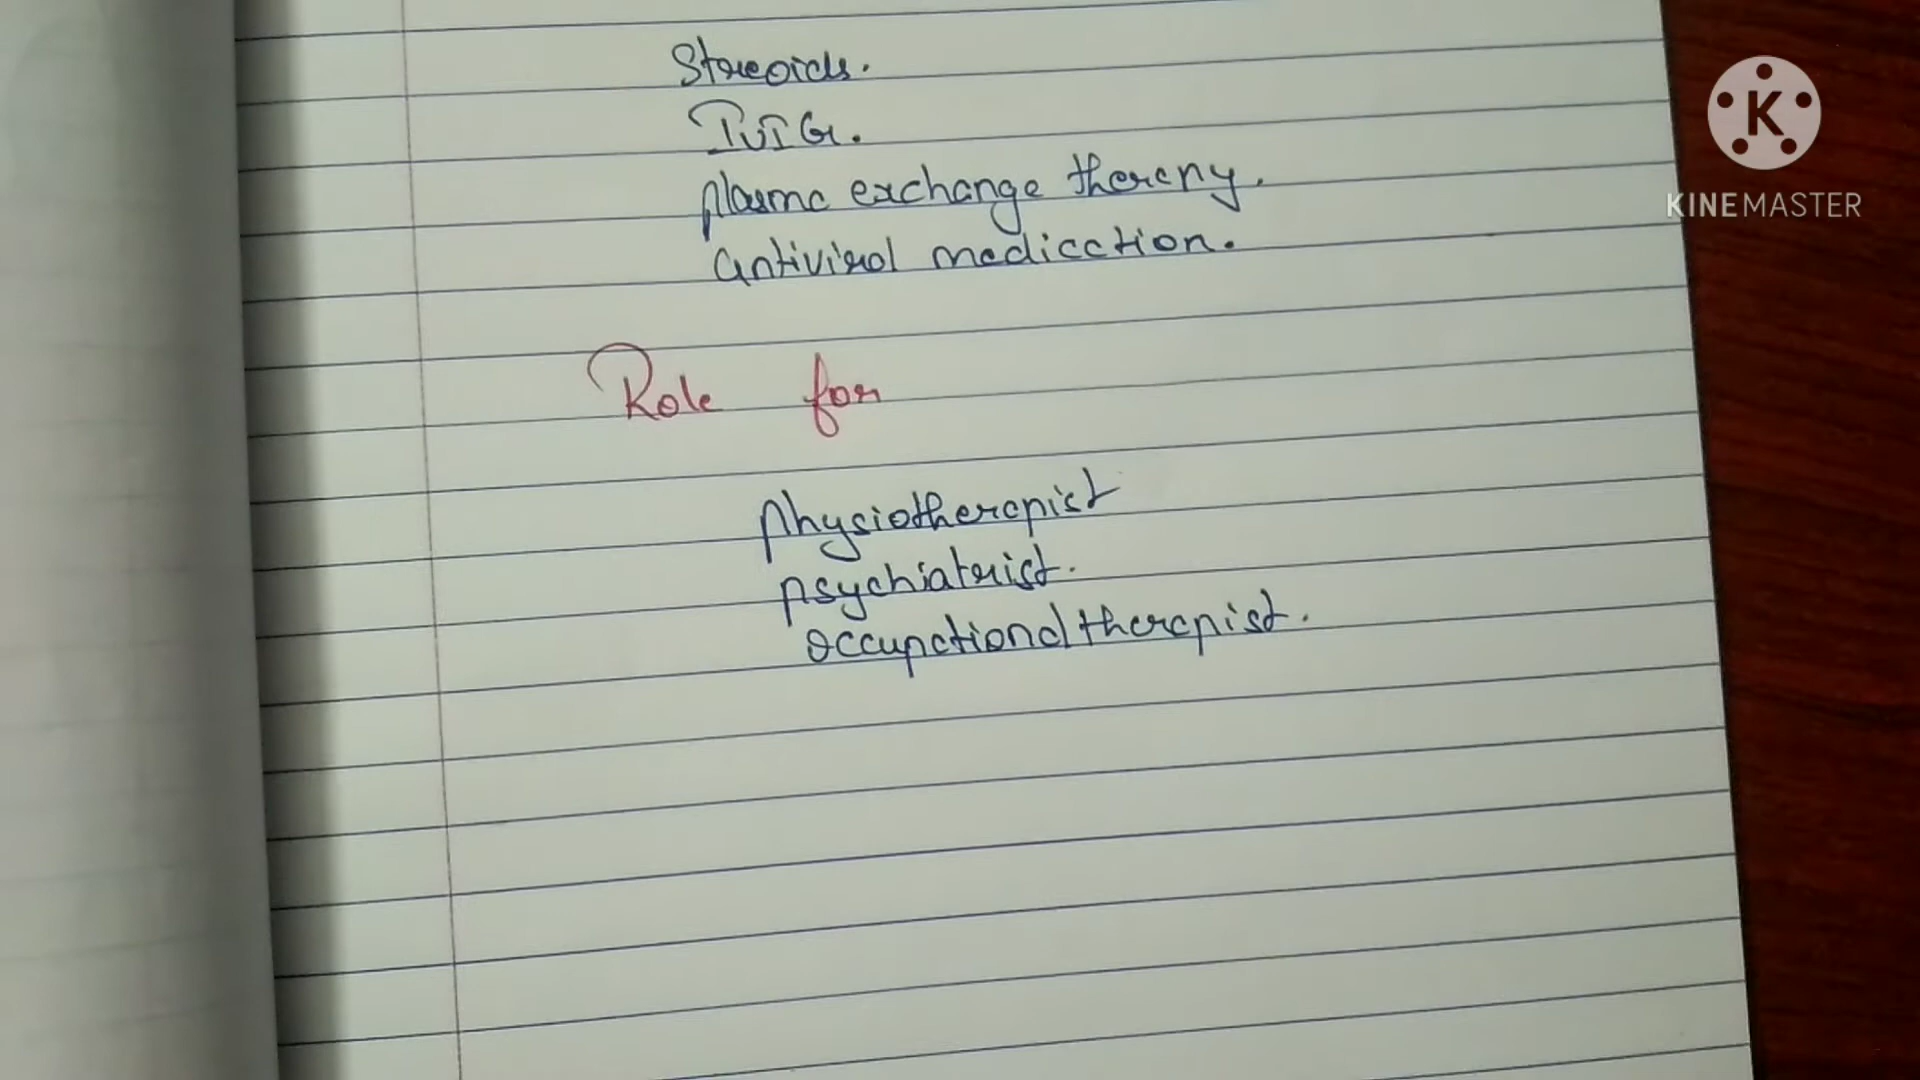 Steroids.
IVIG.
plasma exchange therapy.
antiviral medication.
Role for
physiotherapist
psychiatrist.
occupational therapist.
K
KINEMASTER